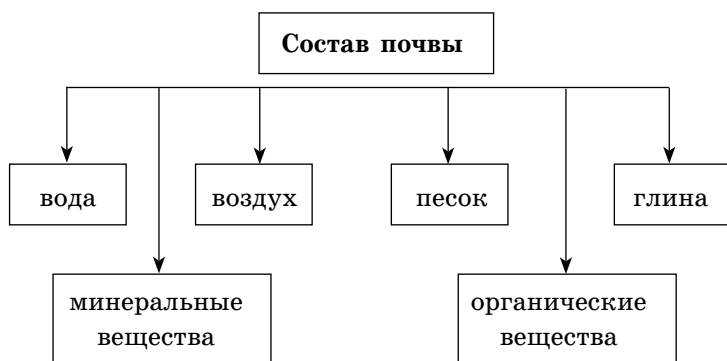 Состав почвы
вода
воздух
песок
глина
минеральные
вещества
органические
вещества